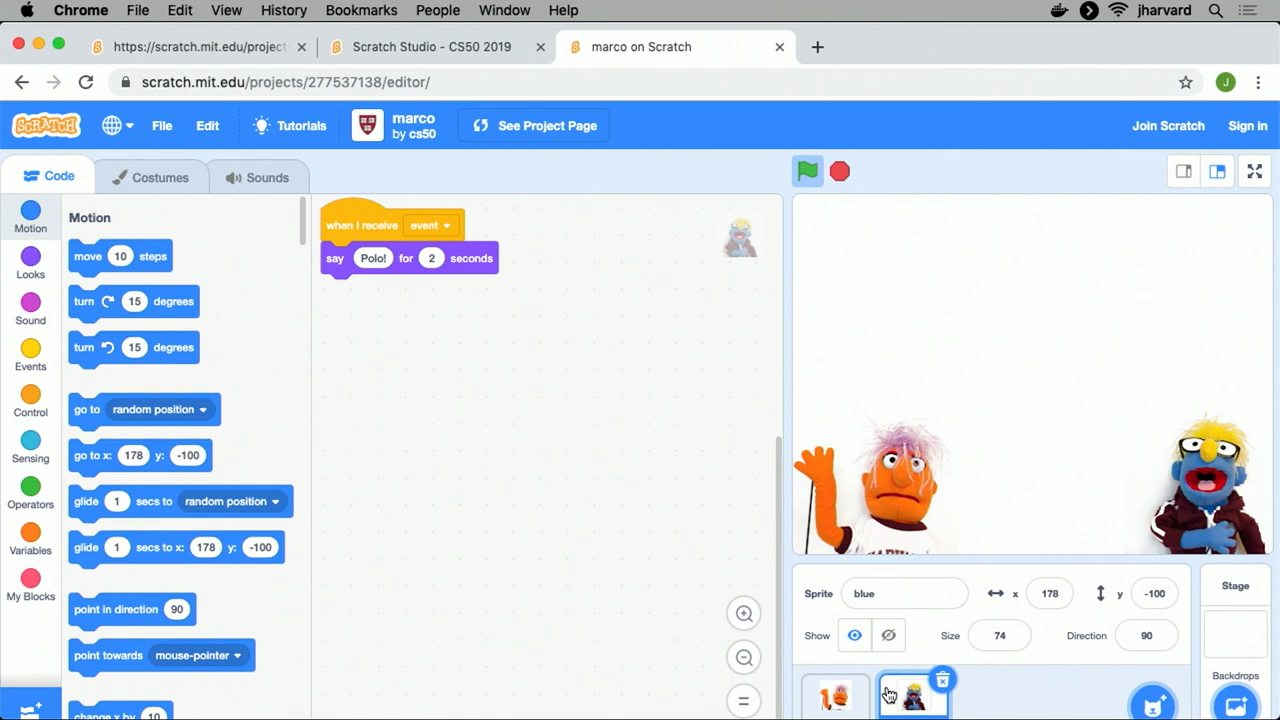 Chrome File Edit View History Bookmarks People Window Help jharvard
https://scratch.mit.edu/project Scratch Studio - CS50 2019 marco on Scratch
scratch.mit.edu/projects/277537138/editor/ J
SCRATCH File Edit Tutorials marco by cs50 See Project Page Join Scratch Sign in
Code Costumes Sounds
Motion
Looks
Sound
Events
Control
Sensing
Operators
Variables
My Blocks
Motion
move 10 steps
turn 15 degrees
turn 15 degrees
go to random position
go to x: 178 y: -100
glide 1 secs to random position
glide 1 secs to x: 178 y: -100
point in direction 90
point towards mouse-pointer
change x by 10
when I receive event
say Polo! for 2 seconds
Sprite blue x 178 y -100
Show Size 74 Direction 90
Stage
Backdrops